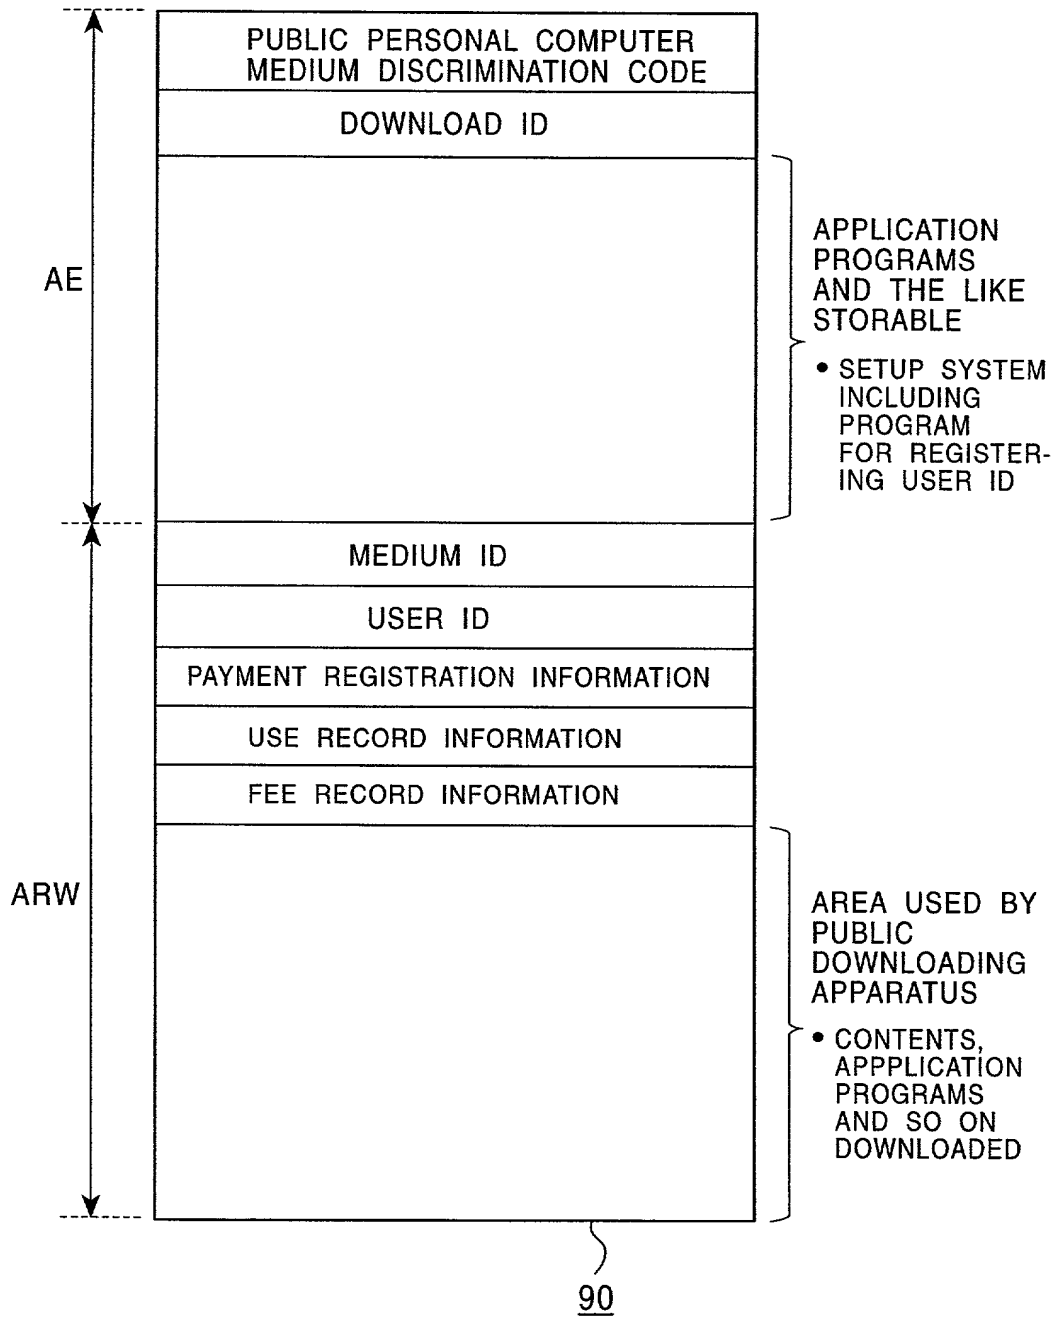 PUBLIC PERSONAL COMPUTER
MEDIUM DISCRIMINATION CODE
DOWNLOAD ID
APPLICATION
PROGRAMS
AND THE LIKE
STORABLE
• SETUP SYSTEM
INCLUDING
PROGRAM
FOR REGISTER-
ING USER ID
AE
MEDIUM ID
USER ID
PAYMENT REGISTRATION INFORMATION
USE RECORD INFORMATION
FEE RECORD INFORMATION
ARW
AREA USED BY
PUBLIC
DOWNLOADING
APPARATUS
• CONTENTS,
APPPLICATION
PROGRAMS
AND SO ON
DOWNLOADED
90